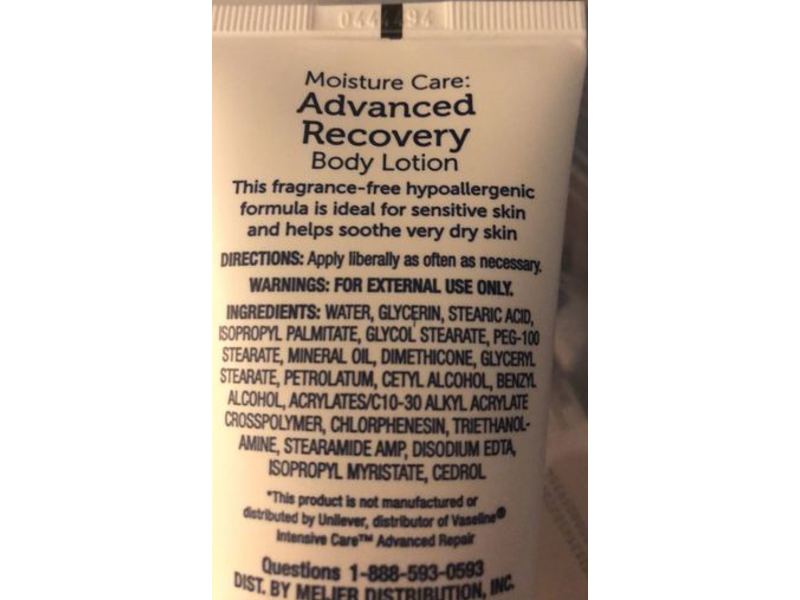 Moisture Care:
Advanced
Recovery
Body Lotion
This fragrance-free hypoallergenic
formula is ideal for sensitive skin
and helps soothe very dry skin
DIRECTIONS: Apply liberally as often as necessary.
WARNINGS: FOR EXTERNAL USE ONLY.
INGREDIENTS: WATER, GLYCERIN, STEARIC ACID,
ISOPROPYL PALMITATE, GLYCOL STEARATE, PEG-100
STEARATE, MINERAL OIL, DIMETHICONE, GLYCERYL
STEARATE, PETROLATUM, CETYL ALCOHOL, BENZYL
ALCOHOL, ACRYLATES/C10-30 ALKYL ACRYLATE
CROSSPOLYMER, CHLORPHENESIN, TRIETHANOL-
AMINE, STEARAMIDE AMP, DISODIUM EDTA,
ISOPROPYL MYRISTATE, CEDROL
*This product is not manufactured or
distributed by Unilever, distributor of Vaseline®
Intensive Care™ Advanced Repair
Questions 1-888-593-0593
DIST. BY MEIJER DISTRIBUTION, INC.